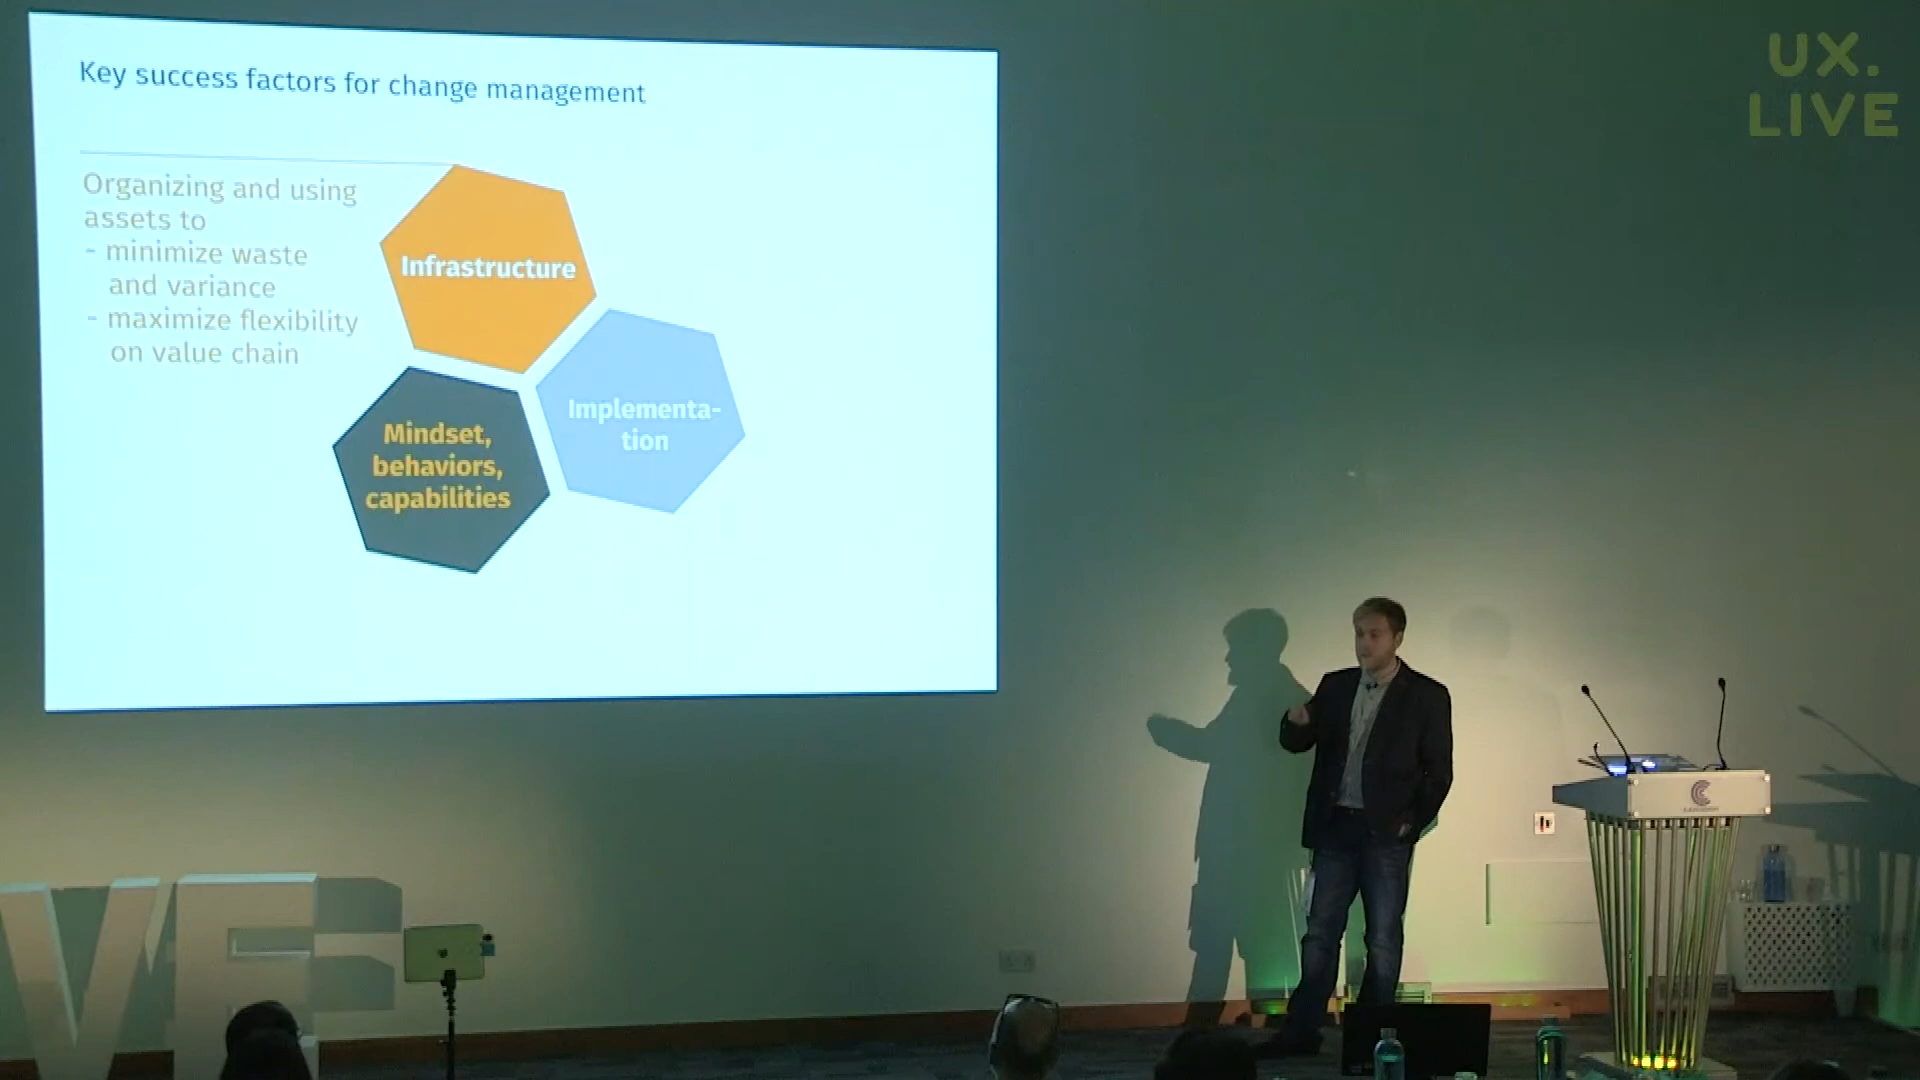 Key success factors for change management
Organizing and using
assets to
- minimize waste
and variance
- maximize flexibility
on value chain
Infrastructure
Implementa-
tion
Mindset,
behaviors,
capabilities
UX.
LIVE
VE